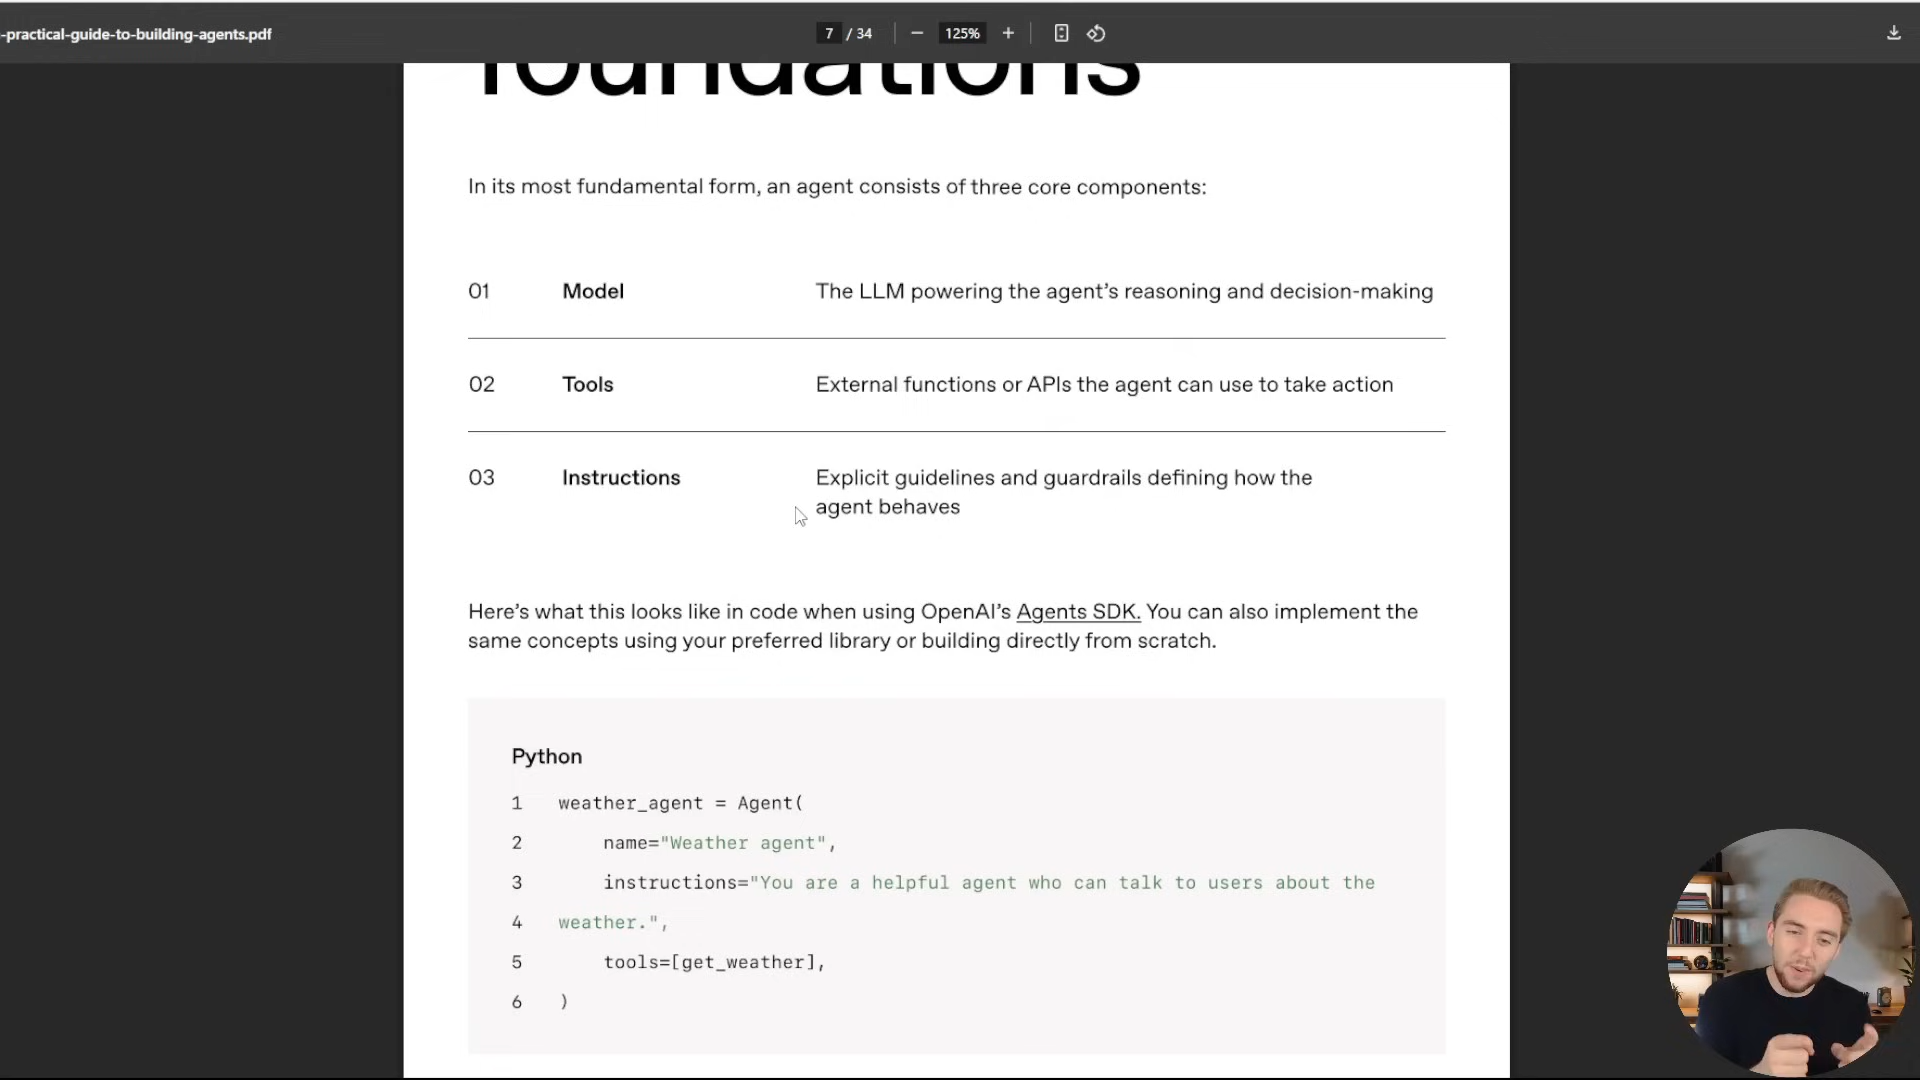 -practical-guide-to-building-agents.pdf
7 / 34
125%
foundations
In its most fundamental form, an agent consists of three core components:
01 Model The LLM powering the agent’s reasoning and decision-making
02 Tools External functions or APIs the agent can use to take action
03 Instructions Explicit guidelines and guardrails defining how the
agent behaves
Here’s what this looks like in code when using OpenAI’s Agents SDK. You can also implement the
same concepts using your preferred library or building directly from scratch.
Python
1 weather_agent = Agent(
2 name="Weather agent",
3 instructions="You are a helpful agent who can talk to users about the
4 weather.",
5 tools=[get_weather],
6 )